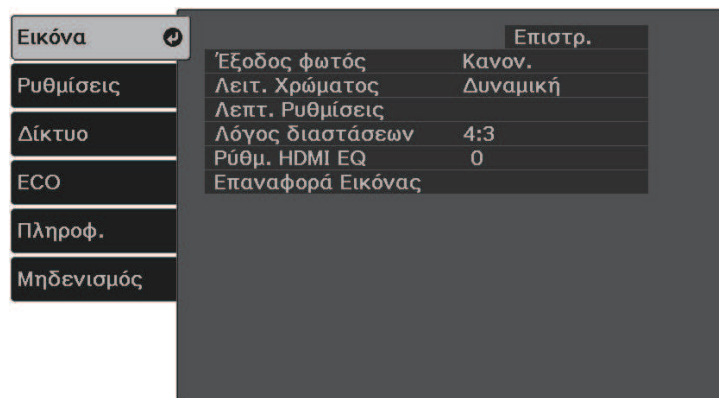 Εικόνα
Ρυθμίσεις
Δίκτυο
ECO
Πληροφ.
Μηδενισμός
Επιστρ.
Έξοδος φωτός Κανον.
Λειτ. Χρώματος Δυναμική
Λεπτ. Ρυθμίσεις
Λόγος διαστάσεων 4:3
Ρύθμ. HDMI EQ 0
Επαναφορά Εικόνας